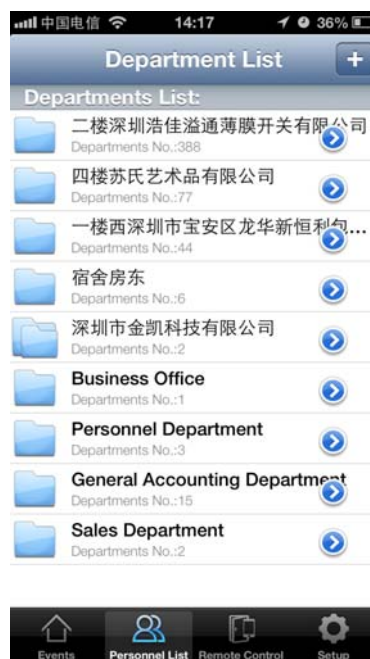 中国电信 14:17 36%
Department List +
Departments List:
二楼深圳浩佳溢通薄膜开关有限公司
Departments No.:388
四楼苏氏艺术品有限公司
Departments No.:77
一楼西深圳市宝安区龙华新恒利包...
Departments No.:44
宿舍房东
Departments No.:6
深圳市金凯科技有限公司
Departments No.:2
Business Office
Departments No.:1
Personnel Department
Departments No.:3
General Accounting Department
Departments No.:15
Sales Department
Departments No.:2
Events Personnel List Remote Control Setup